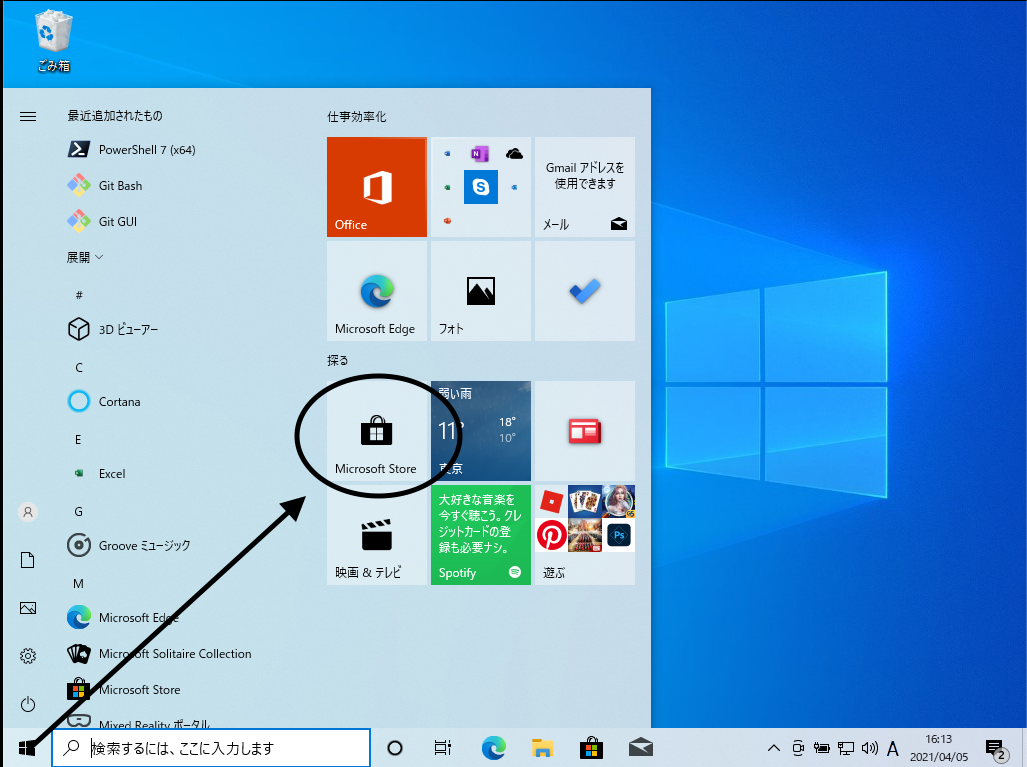 ごみ箱
最近追加されたもの
PowerShell 7 (x64)
Git Bash
Git GUI
展開
#
3D ビューアー
C
Cortana
E
Excel
G
Groove ミュージック
M
Microsoft Edge
Microsoft Solitaire Collection
Microsoft Store
Mixed Reality ポータル
仕事効率化
Office
N
S
Gmail アドレスを
使用できます
メール
Microsoft Edge
フォト
探る
Microsoft Store
弱い雨
11°
18°
10°
東京
映画 & テレビ
大好きな音楽を
今すぐ聴こう。クレ
ジットカードの登
録も必要ナシ。
Spotify
Ps
遊ぶ
検索するには、ここに入力します
A
16:13
2021/04/05
2